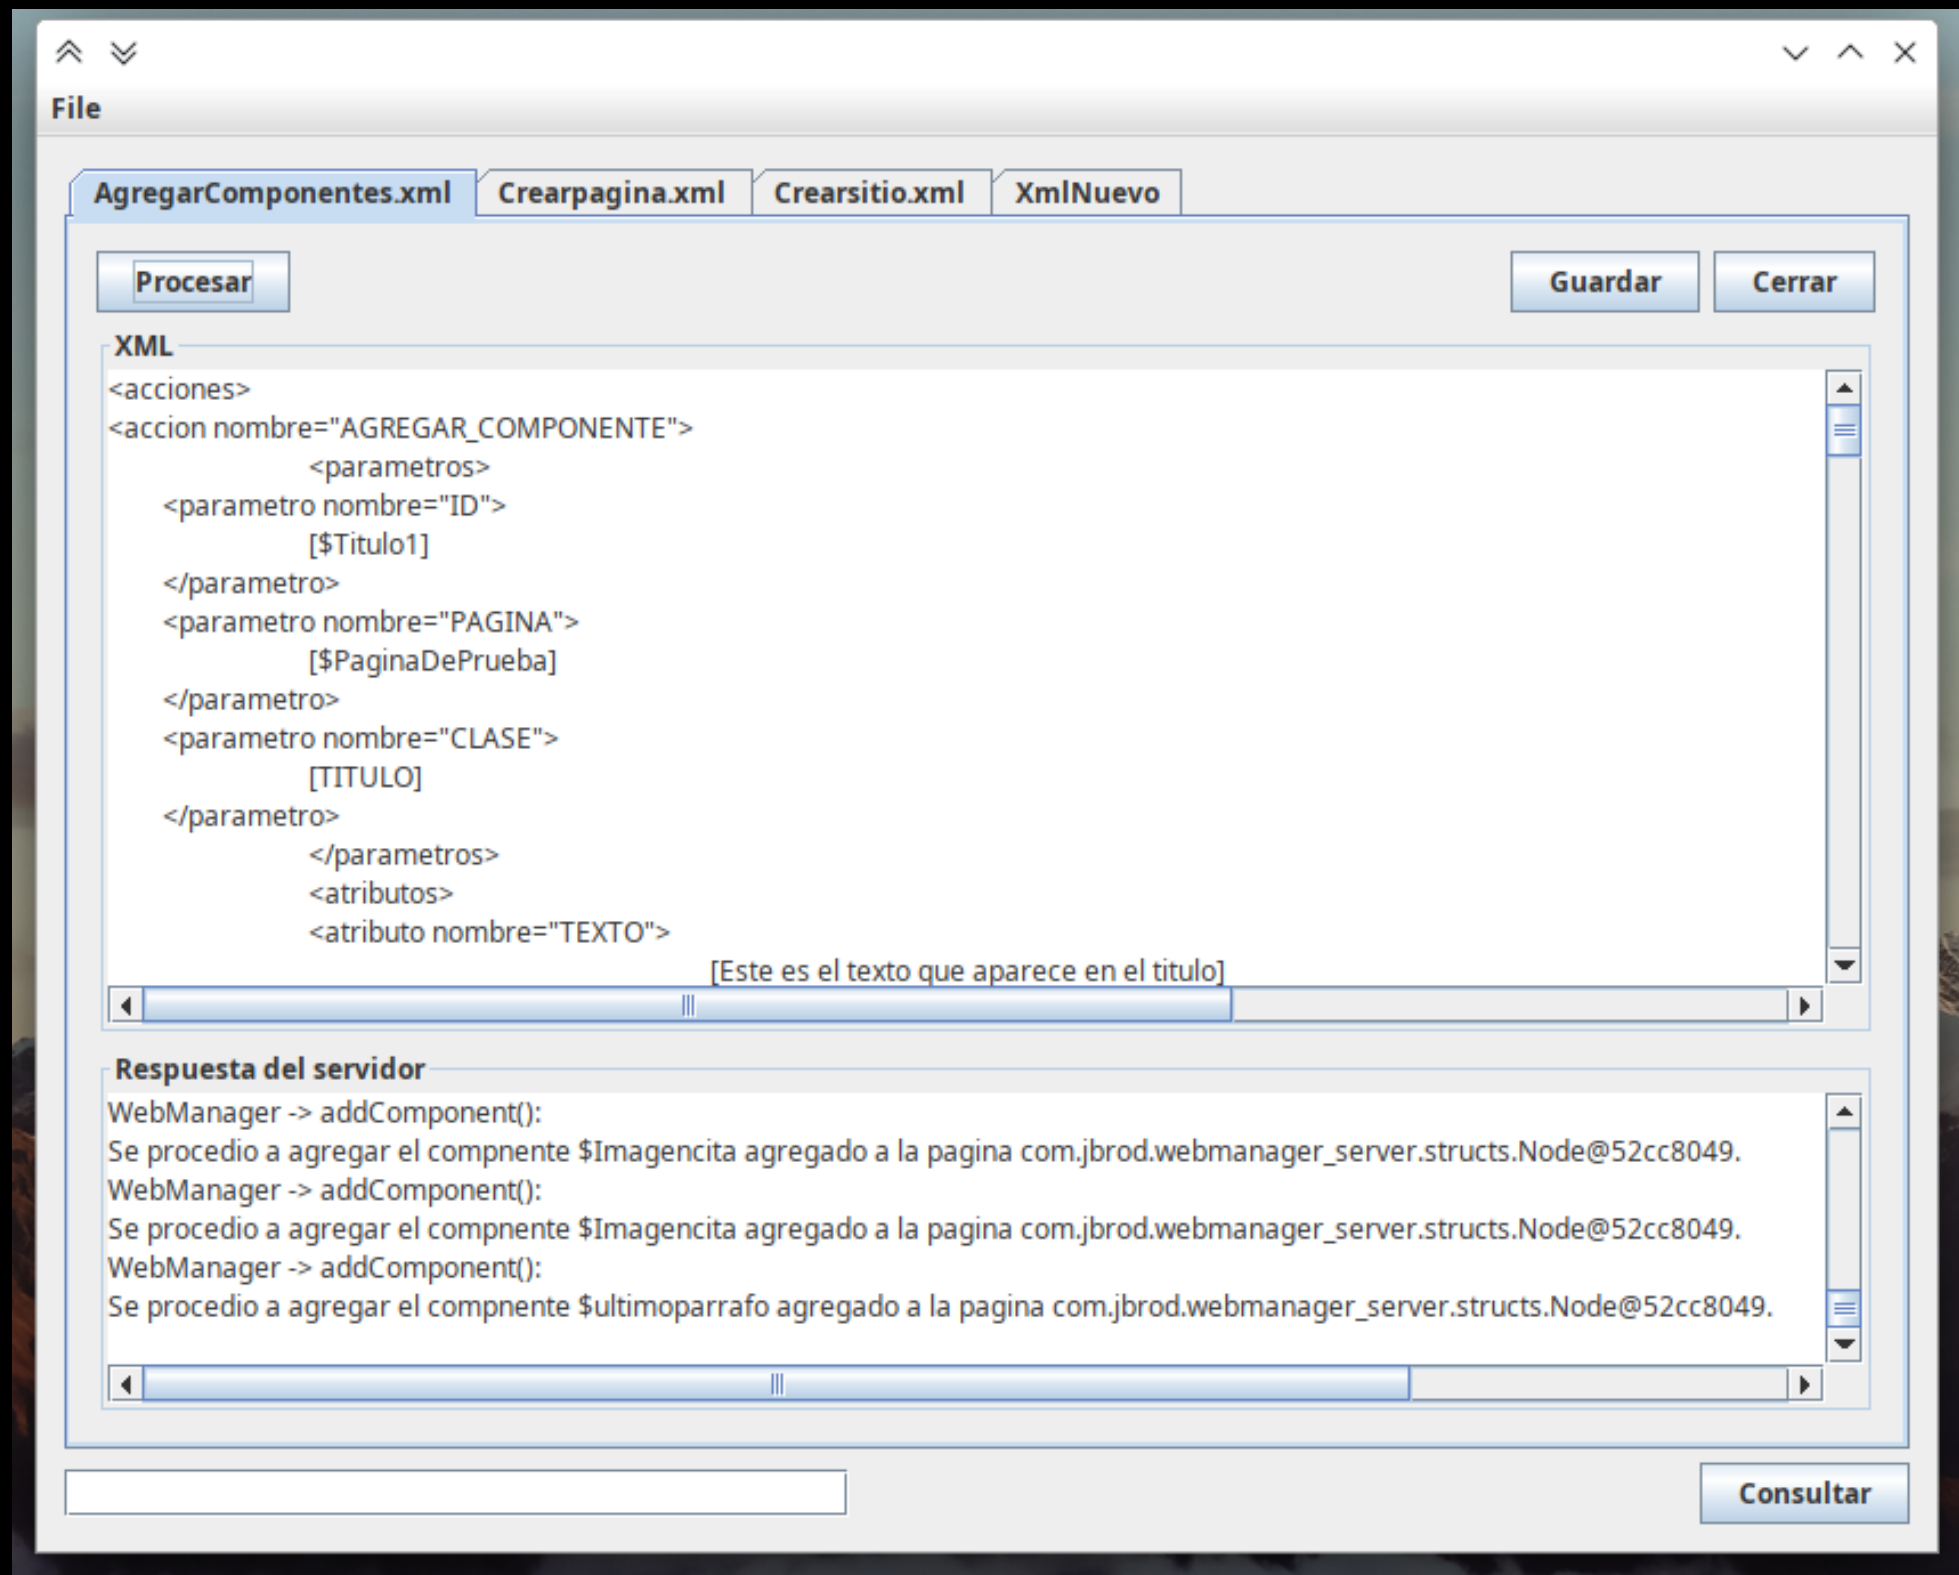 File
AgregarComponentes.xml Crearpagina.xml Crearsitio.xml XmlNuevo
Procesar Guardar Cerrar
XML
<acciones>
<accion nombre="AGREGAR_COMPONENTE">
<parametros>
<parametro nombre="ID">
[$Titulo1]
</parametro>
<parametro nombre="PAGINA">
[$PaginaDePrueba]
</parametro>
<parametro nombre="CLASE">
[TITULO]
</parametro>
</parametros>
<atributos>
<atributo nombre="TEXTO">
[Este es el texto que aparece en el titulo]
Respuesta del servidor
WebManager -> addComponent():
Se procedio a agregar el compnente $Imagencita agregado a la pagina com.jbrod.webmanager_server.structs.Node@52cc8049.
WebManager -> addComponent():
Se procedio a agregar el compnente $Imagencita agregado a la pagina com.jbrod.webmanager_server.structs.Node@52cc8049.
WebManager -> addComponent():
Se procedio a agregar el compnente $ultimoparrafo agregado a la pagina com.jbrod.webmanager_server.structs.Node@52cc8049.
Consultar